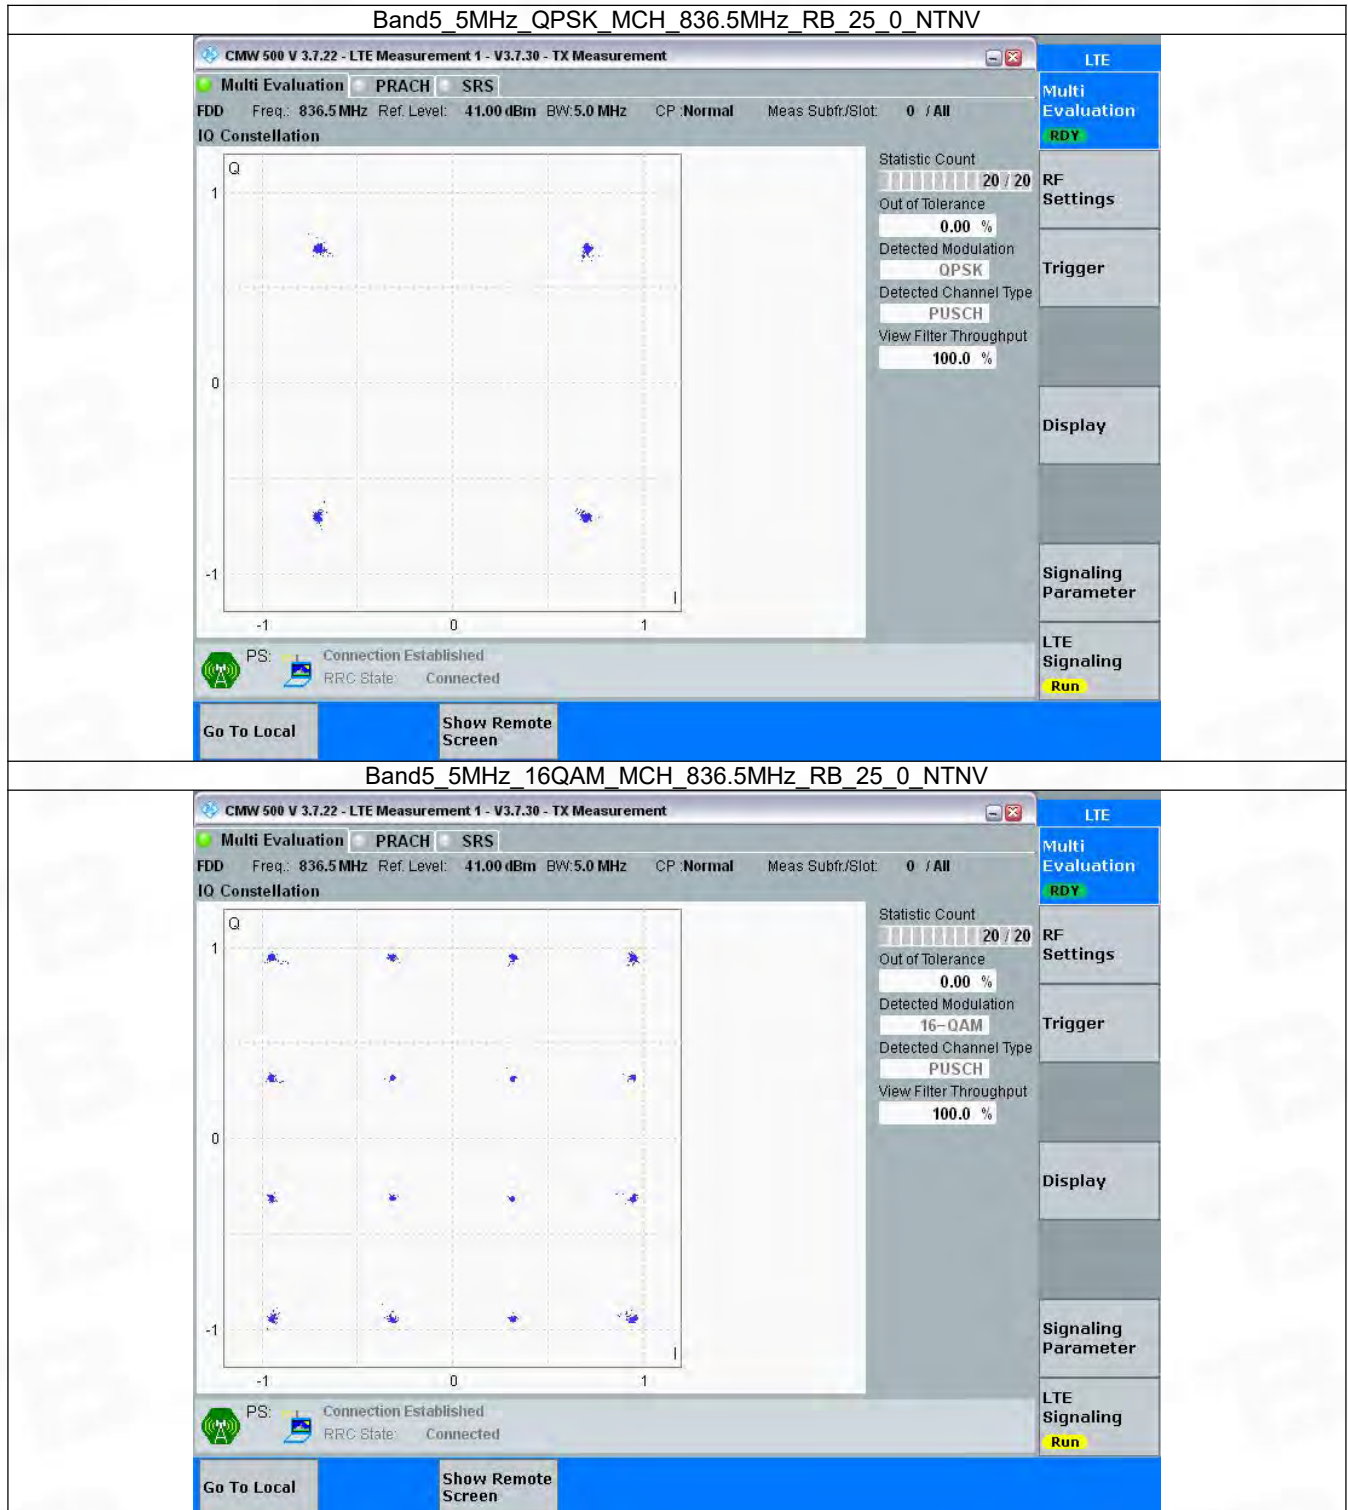 Band5_5MHz_QPSK_MCH_836.5MHz_RB_25_0_NTNV
CMW 500 V 3.7.22 - LTE Measurement 1 - V3.7.30 - TX Measurement
LTE
Multi Evaluation PRACH SRS
Multi
Evaluation
RDY
FDD Freq.: 836.5 MHz Ref. Level: 41.00 dBm BW: 5.0 MHz CP : Normal Meas Subfr./Slot: 0 / All
IQ Constellation
Q
1
0
-1
-1 0 1
I
Statistic Count
20 / 20
Out of Tolerance
0.00 %
Detected Modulation
QPSK
Detected Channel Type
PUSCH
View Filter Throughput
100.0 %
RF
Settings
Trigger
Display
Signaling
Parameter
LTE
Signaling
Run
PS: Connection Established
RRC State: Connected
Go To Local
Show Remote
Screen
Band5_5MHz_16QAM_MCH_836.5MHz_RB_25_0_NTNV
CMW 500 V 3.7.22 - LTE Measurement 1 - V3.7.30 - TX Measurement
LTE
Multi Evaluation PRACH SRS
Multi
Evaluation
RDY
FDD Freq.: 836.5 MHz Ref. Level: 41.00 dBm BW: 5.0 MHz CP : Normal Meas Subfr./Slot: 0 / All
IQ Constellation
Q
1
0
-1
-1 0 1
I
Statistic Count
20 / 20
Out of Tolerance
0.00 %
Detected Modulation
16-QAM
Detected Channel Type
PUSCH
View Filter Throughput
100.0 %
RF
Settings
Trigger
Display
Signaling
Parameter
LTE
Signaling
Run
PS: Connection Established
RRC State: Connected
Go To Local
Show Remote
Screen